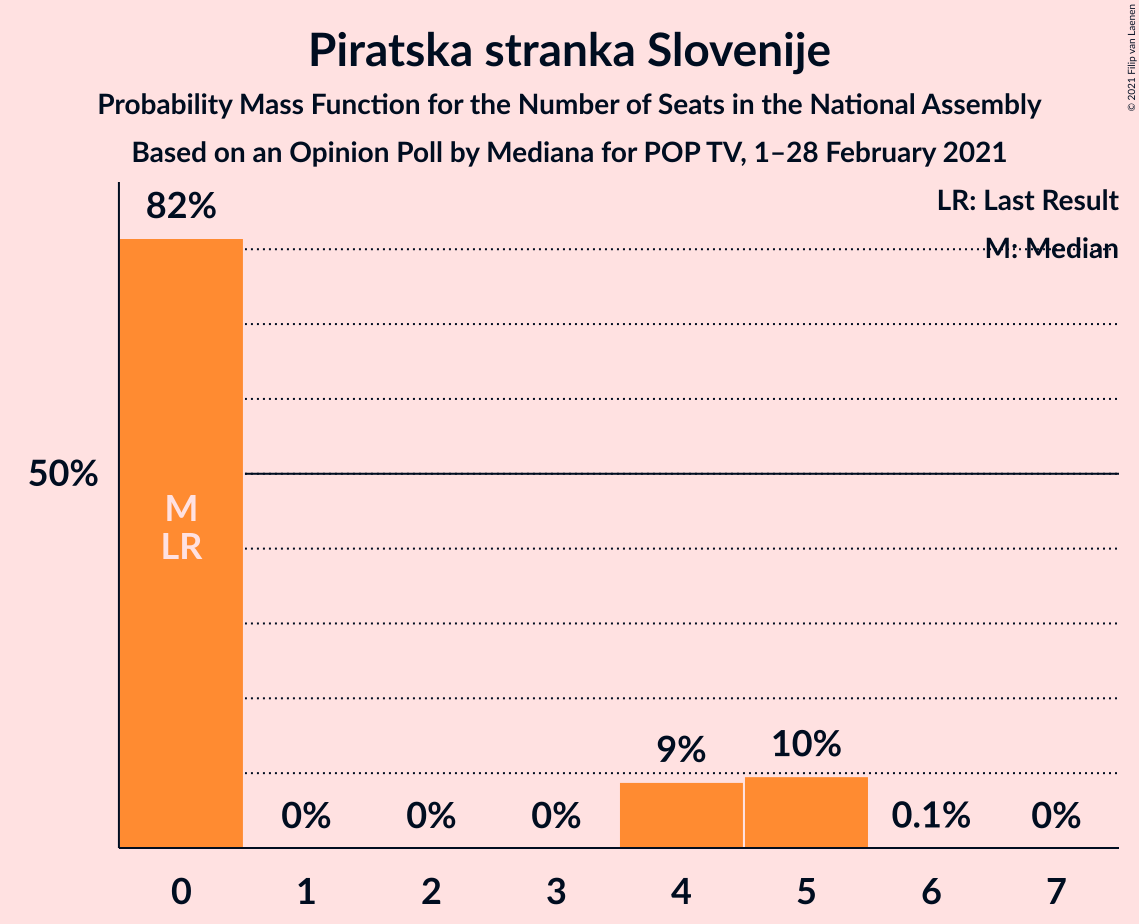 Piratska stranka Slovenije
Probability Mass Function for the Number of Seats in the National Assembly
Based on an Opinion Poll by Mediana for POP TV, 1–28 February 2021
© 2021 Filip van Laenen
LR: Last Result
M: Median
82%
50%
M
LR
0%
0%
0%
9%
10%
0.1%
0%
0
1
2
3
4
5
6
7